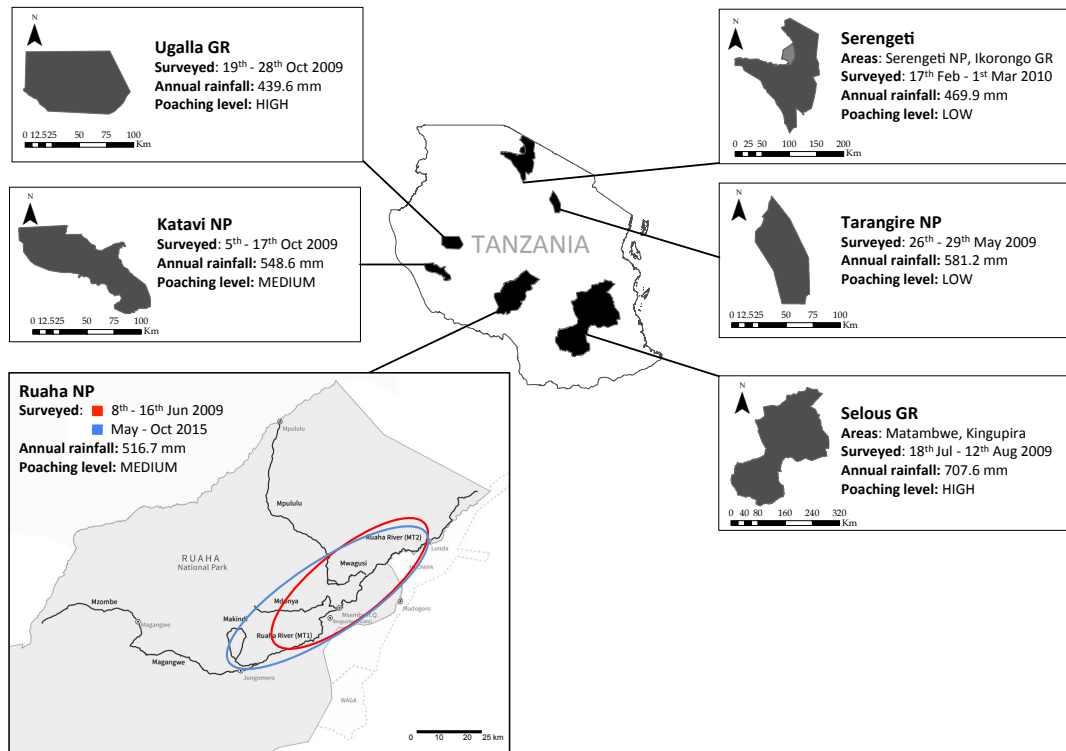 N
Ugalla GR
Surveyed: 19th - 28th Oct 2009
Annual rainfall: 439.6 mm
Poaching level: HIGH
0 12.525 50 75 100
Km
N
Serengeti
Areas: Serengeti NP, Ikorongo GR
Surveyed: 17th Feb - 1st Mar 2010
Annual rainfall: 469.9 mm
Poaching level: LOW
0 25 50 100 150 200
Km
N
Katavi NP
Surveyed: 5th - 17th Oct 2009
Annual rainfall: 548.6 mm
Poaching level: MEDIUM
0 12.525 50 75 100
Km
TANZANIA
N
Tarangire NP
Surveyed: 26th - 29th May 2009
Annual rainfall: 581.2 mm
Poaching level: LOW
0 12.525 50 75 100
Km
Ruaha NP
Surveyed: 8th - 16th Jun 2009
May - Oct 2015
Annual rainfall: 516.7 mm
Poaching level: MEDIUM
Mpululu
Mpululu
Ruaha River (MT2)
Lunda
RUAHA
National Park
Mwagusi
Mzombe
Mdonya
Madogoro
Makindi
Magangwe
Ruaha River (MT1)
Magangwe
Jongomero
WAGA
0 10 20 25 km
N
Selous GR
Areas: Matambwe, Kingupira
Surveyed: 18th Jul - 12th Aug 2009
Annual rainfall: 707.6 mm
Poaching level: HIGH
0 40 80 160 240 320
Km